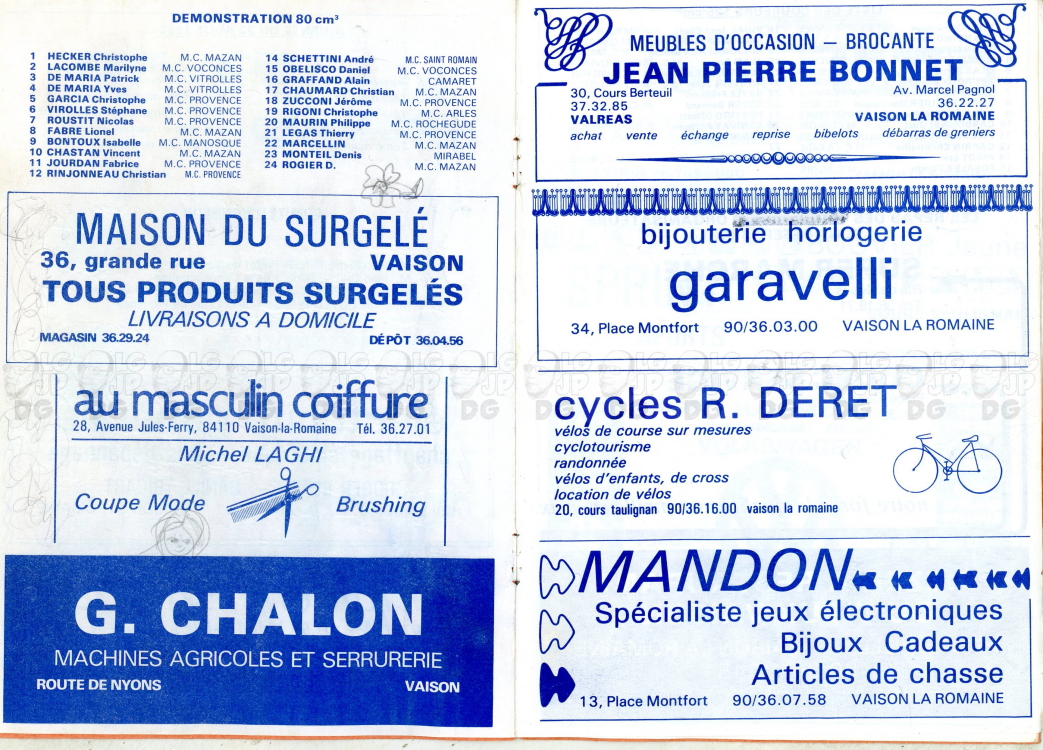 DEMONSTRATION 80 cm³
1 HECKER Christophe M.C. MAZAN
2 LACOMBE Marilyne M.C. VOCONCES
3 DE MARIA Patrick M.C. VITROLLES
4 DE MARIA Yves M.C. VITROLLES
5 GARCIA Christophe M.C. PROVENCE
6 VIROLLES Stéphane M.C. PROVENCE
7 ROUSTIT Nicolas M.C. PROVENCE
8 FABRE Lionel M.C. MAZAN
9 BONTOUX Isabelle M.C. MANOSQUE
10 CHASTAN Vincent M.C. MAZAN
11 JOURDAN Fabrice M.C. PROVENCE
12 RINJONNEAU Christian M.C. PROVENCE
14 SCHETTINI André M.C. SAINT ROMAIN
15 OBELISCO Daniel M.C. VOCONCES
16 GRAFFAND Alain CAMARET
17 CHAUMARD Christian M.C. MAZAN
18 ZUCCONI Jérôme M.C. PROVENCE
19 RIGONI Christophe M.C. ARLES
20 MAURIN Philippe M.C. ROCHEGUDE
21 LEGAS Thierry M.C. PROVENCE
22 MARCELLIN M.C. MAZAN
23 MONTEIL Denis MIRABEL
24 ROGIER D. M.C. MAZAN
MAISON DU SURGELÉ
36, grande rue VAISON
TOUS PRODUITS SURGELÉS
LIVRAISONS A DOMICILE
MAGASIN 36.29.24 DÉPÔT 36.04.56
au masculin coiffure
28, Avenue Jules-Ferry, 84110 Vaison-la-Romaine Tél. 36.27.01
Michel LAGHI
Coupe Mode Brushing
G. CHALON
MACHINES AGRICOLES ET SERRURERIE
ROUTE DE NYONS VAISON
MEUBLES D'OCCASION – BROCANTE
JEAN PIERRE BONNET
30, Cours Berteuil Av. Marcel Pagnol
37.32.85 36.22.27
VALREAS VAISON LA ROMAINE
achat vente échange reprise bibelots débarras de greniers
bijouterie horlogerie
garavelli
34, Place Montfort 90/36.03.00 VAISON LA ROMAINE
cycles R. DERET
vélos de course sur mesures
cyclotourisme
randonnée
vélos d'enfants, de cross
location de vélos
20, cours taulignan 90/36.16.00 vaison la romaine
MANDON
Spécialiste jeux électroniques
Bijoux Cadeaux
Articles de chasse
13, Place Montfort 90/36.07.58 VAISON LA ROMAINE